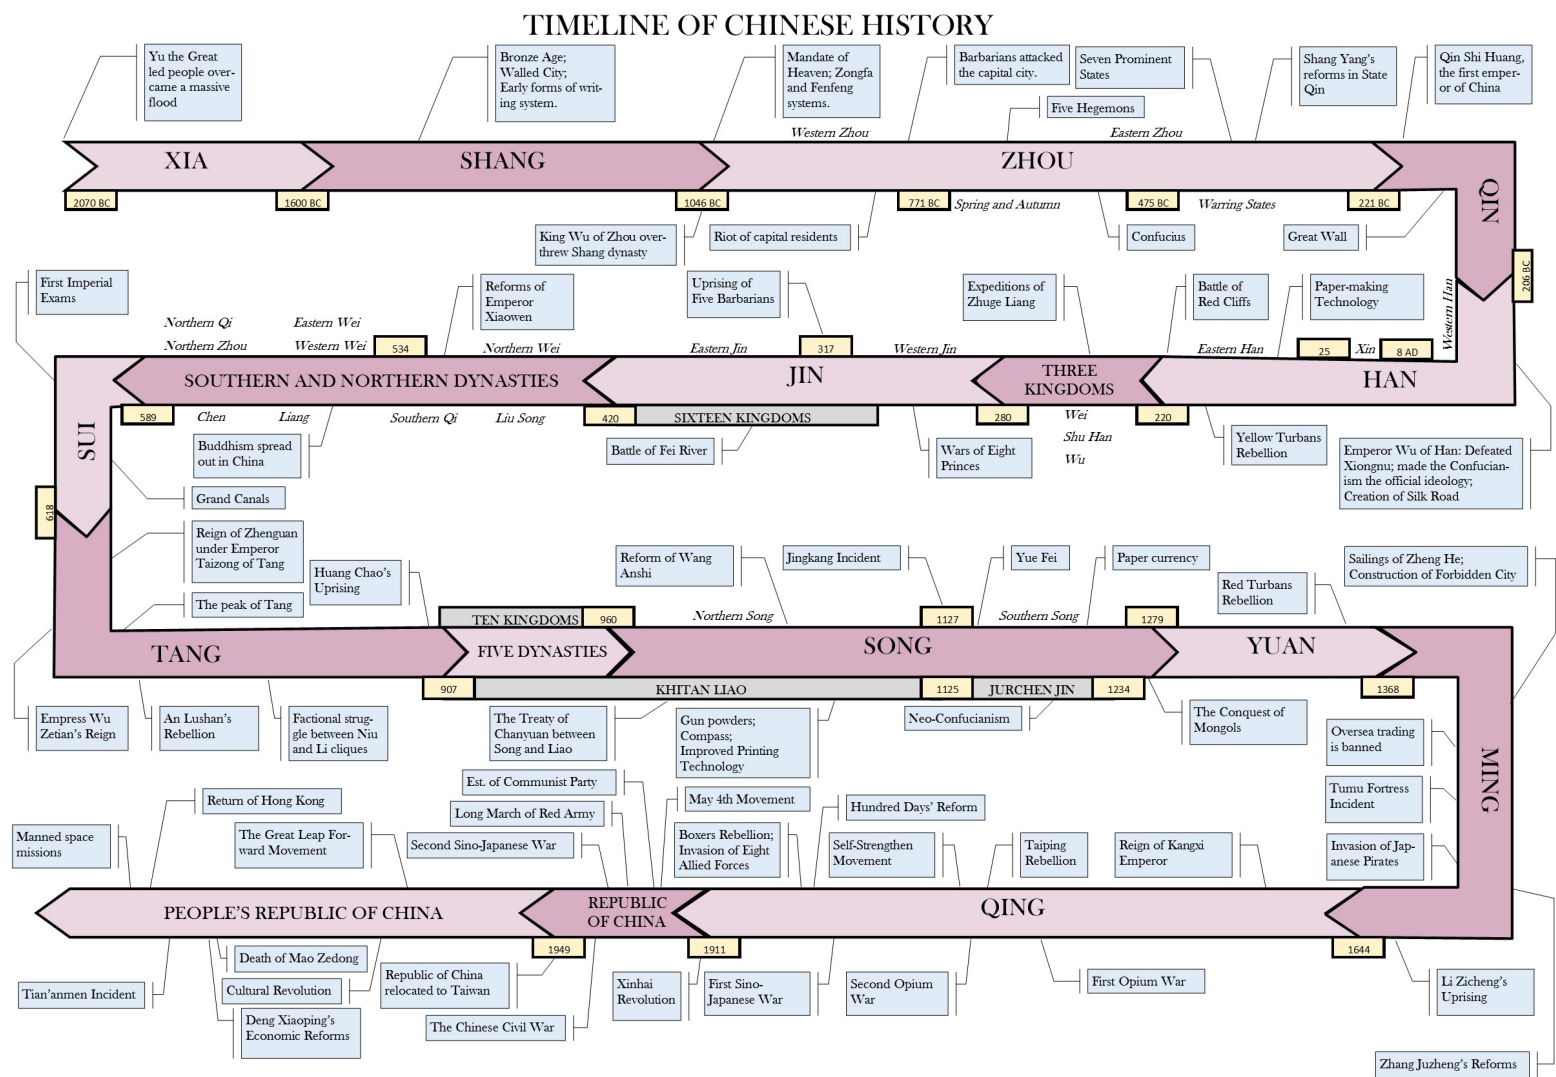 TIMELINE OF CHINESE HISTORY
Yu the Great
led people over-
came a massive
flood
Bronze Age;
Walled City;
Early forms of writ-
ing system.
Mandate of
Heaven; Zongfa
and Fenfeng
systems.
Barbarians attacked
the capital city.
Seven Prominent
States
Five Hegemons
Shang Yang's
reforms in State
Qin
Qin Shi Huang,
the first emper-
or of China
Western Zhou
Eastern Zhou
XIA
SHANG
ZHOU
QIN
2070 BC
1600 BC
1046 BC
771 BC
Spring and Autumn
475 BC
Warring States
221 BC
King Wu of Zhou over-
threw Shang dynasty
Riot of capital residents
Confucius
Great Wall
206 BC
First Imperial
Exams
Reforms of
Emperor
Xiaowen
Uprising of
Five Barbarians
Expeditions of
Zhuge Liang
Battle of
Red Cliffs
Paper-making
Technology
Western Han
Northern Qi
Eastern Wei
Northern Zhou
Western Wei
534
Northern Wei
Eastern Jin
317
Western Jin
Eastern Han
25
Xin
8 AD
SUI
SOUTHERN AND NORTHERN DYNASTIES
JIN
THREE
KINGDOMS
HAN
589
Chen
Liang
Southern Qi
Liu Song
420
SIXTEEN KINGDOMS
280
Wei
Shu Han
Wu
220
Buddhism spread
out in China
Battle of Fei River
Wars of Eight
Princes
Yellow Turbans
Rebellion
Emperor Wu of Han: Defeated
Xiongnu; made the Confucian-
ism the official ideology;
Creation of Silk Road
618
Grand Canals
Reign of Zhenguan
under Emperor
Taizong of Tang
The peak of Tang
Huang Chao's
Uprising
Reform of Wang
Anshi
Jingkang Incident
Yue Fei
Paper currency
Red Turbans
Rebellion
Sailings of Zheng He;
Construction of Forbidden City
TEN KINGDOMS
960
Northern Song
1127
Southern Song
1279
TANG
FIVE DYNASTIES
SONG
YUAN
MING
907
KHITAN LIAO
1125
JURCHEN JIN
1234
1368
Empress Wu
Zetian's Reign
An Lushan's
Rebellion
Factional strug-
gle between Niu
and Li cliques
The Treaty of
Chanyuan between
Song and Liao
Gun powders;
Compass;
Improved Printing
Technology
Neo-Confucianism
The Conquest of
Mongols
Oversea trading
is banned
Tumu Fortress
Incident
Invasion of Jap-
anese Pirates
Manned space
missions
Return of Hong Kong
The Great Leap For-
ward Movement
Est. of Communist Party
Long March of Red Army
Second Sino-Japanese War
May 4th Movement
Boxers Rebellion;
Invasion of Eight
Allied Forces
Hundred Days' Reform
Self-Strengthen
Movement
Taiping
Rebellion
Reign of Kangxi
Emperor
PEOPLE'S REPUBLIC OF CHINA
REPUBLIC
OF CHINA
QING
1949
1911
1644
Tian'anmen Incident
Death of Mao Zedong
Cultural Revolution
Deng Xiaoping's
Economic Reforms
Republic of China
relocated to Taiwan
The Chinese Civil War
Xinhai
Revolution
First Sino-
Japanese War
Second Opium
War
First Opium War
Li Zicheng's
Uprising
Zhang Juzheng's Reforms